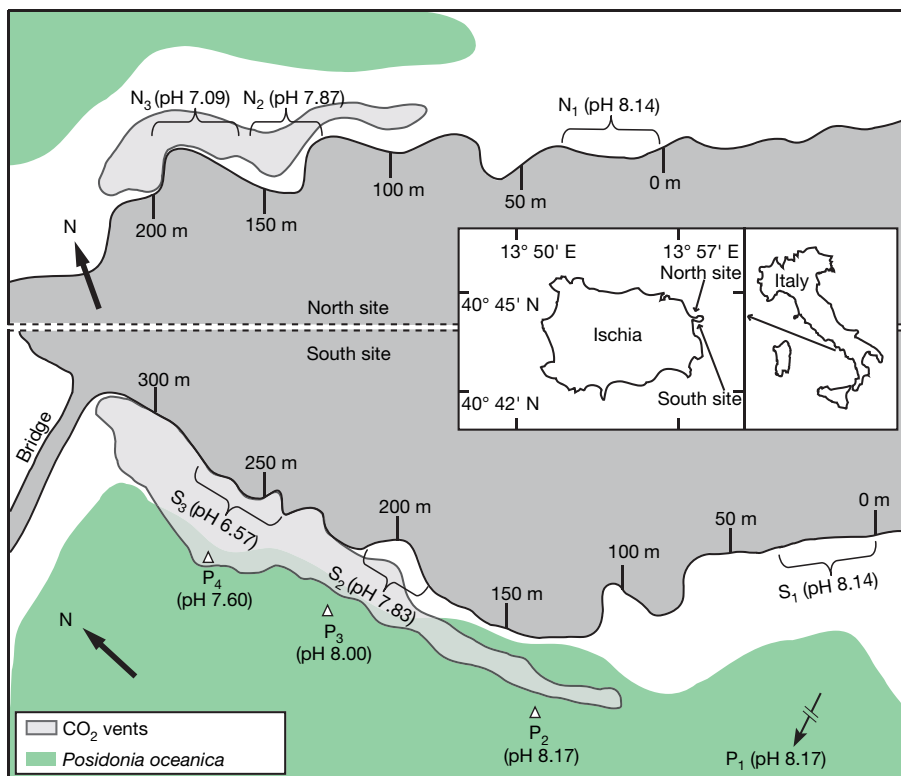 N₃ (pH 7.09)
N₂ (pH 7.87)
N₁ (pH 8.14)
200 m
150 m
100 m
50 m
0 m
N
North site
South site
13° 50' E
13° 57' E
North site
40° 45' N
Ischia
South site
40° 42' N
Italy
Bridge
300 m
250 m
200 m
150 m
100 m
50 m
0 m
S₃ (pH 6.57)
S₂ (pH 7.83)
S₁ (pH 8.14)
P₄
(pH 7.60)
P₃
(pH 8.00)
P₂
(pH 8.17)
P₁ (pH 8.17)
N
CO₂ vents
Posidonia oceanica